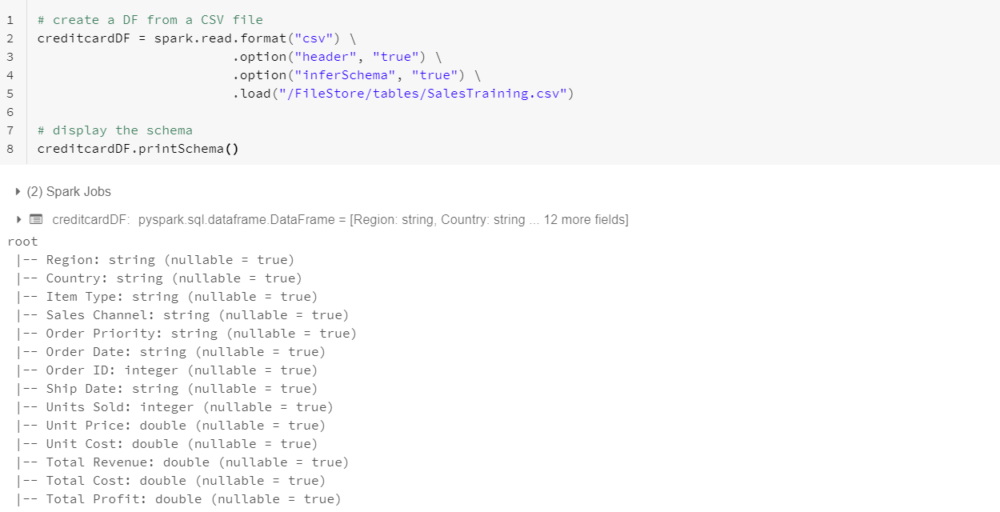 1 # create a DF from a CSV file
2 creditcardDF = spark.read.format("csv") \
3 .option("header", "true") \
4 .option("inferSchema", "true") \
5 .load("/FileStore/tables/SalesTraining.csv")
6
7 # display the schema
8 creditcardDF.printSchema()
(2) Spark Jobs
creditcardDF: pyspark.sql.dataframe.DataFrame = [Region: string, Country: string ... 12 more fields]
root
|-- Region: string (nullable = true)
|-- Country: string (nullable = true)
|-- Item Type: string (nullable = true)
|-- Sales Channel: string (nullable = true)
|-- Order Priority: string (nullable = true)
|-- Order Date: string (nullable = true)
|-- Order ID: integer (nullable = true)
|-- Ship Date: string (nullable = true)
|-- Units Sold: integer (nullable = true)
|-- Unit Price: double (nullable = true)
|-- Unit Cost: double (nullable = true)
|-- Total Revenue: double (nullable = true)
|-- Total Cost: double (nullable = true)
|-- Total Profit: double (nullable = true)